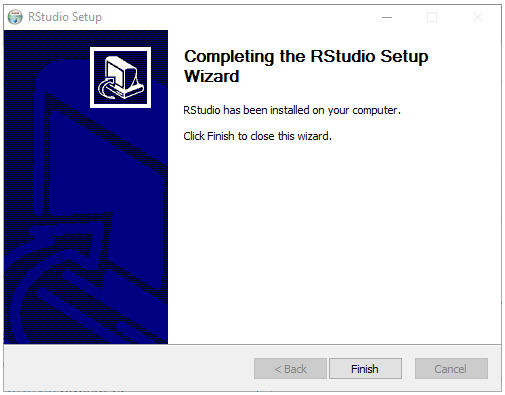 RStudio Setup
Completing the RStudio Setup
Wizard
RStudio has been installed on your computer.
Click Finish to close this wizard.
< Back
Finish
Cancel